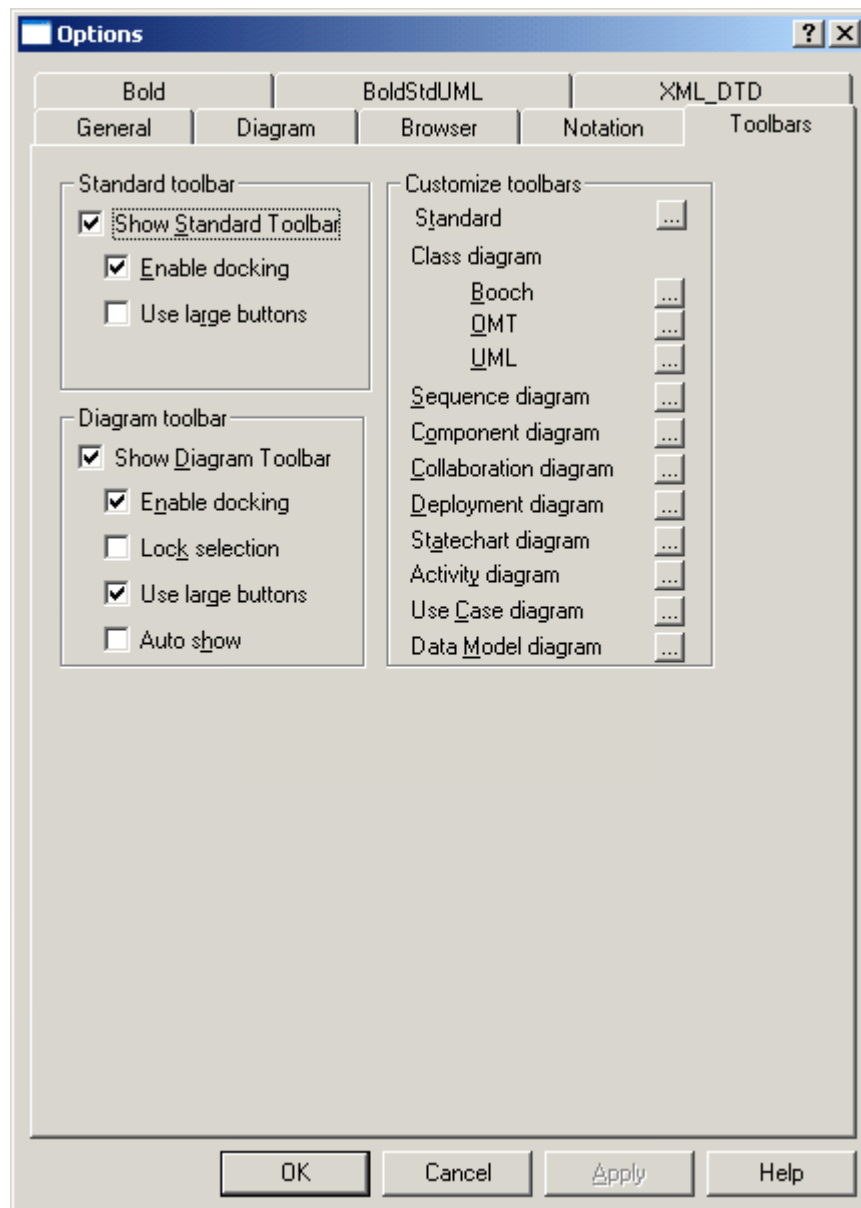 Options
Bold BoldStdUML XML_DTD
General Diagram Browser Notation Toolbars
Standard toolbar
Show Standard Toolbar
Enable docking
Use large buttons
Diagram toolbar
Show Diagram Toolbar
Enable docking
Lock selection
Use large buttons
Auto show
Customize toolbars
Standard ...
Class diagram
Booch ...
OMT ...
UML ...
Sequence diagram ...
Component diagram ...
Collaboration diagram ...
Deployment diagram ...
Statechart diagram ...
Activity diagram ...
Use Case diagram ...
Data Model diagram ...
OK Cancel Apply Help